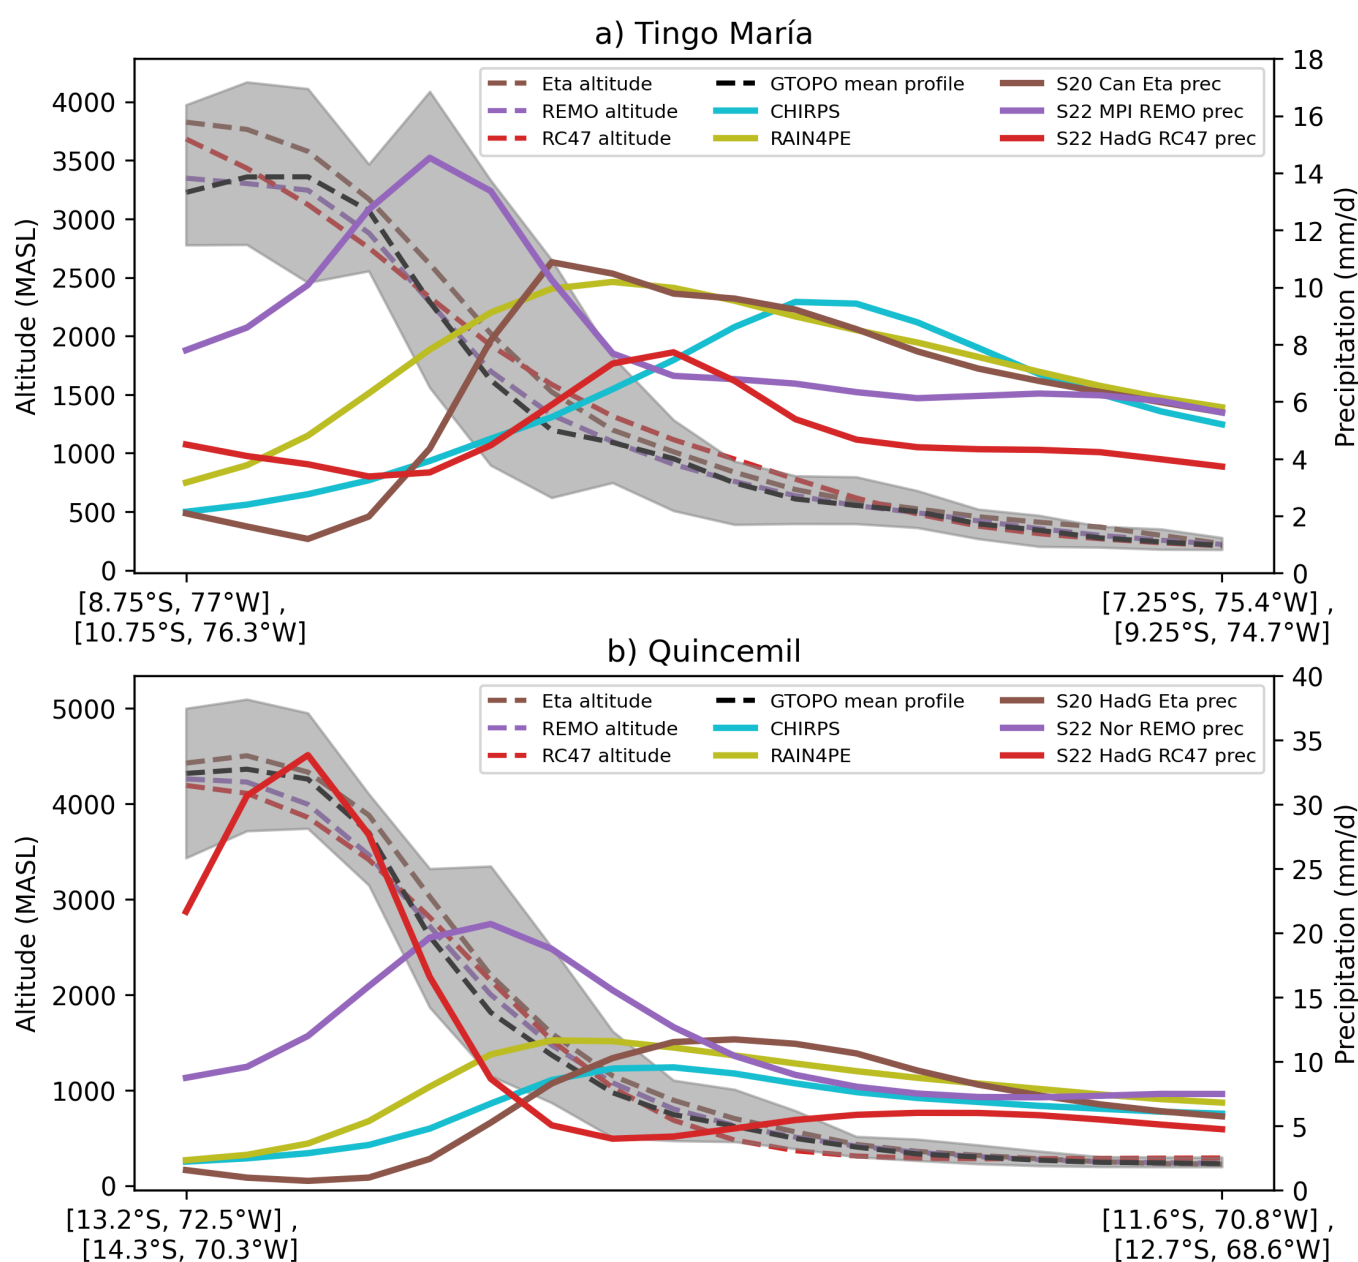 a) Tingo María
Eta altitude
REMO altitude
RC47 altitude
GTOPO mean profile
CHIRPS
RAIN4PE
S20 Can Eta prec
S22 MPI REMO prec
S22 HadG RC47 prec
Altitude (MASL)
4000
3500
3000
2500
2000
1500
1000
500
0
Precipitation (mm/d)
18
16
14
12
10
8
6
4
2
0
[8.75°S, 77°W] ,
[10.75°S, 76.3°W]
[7.25°S, 75.4°W] ,
[9.25°S, 74.7°W]
b) Quincemil
Eta altitude
REMO altitude
RC47 altitude
GTOPO mean profile
CHIRPS
RAIN4PE
S20 HadG Eta prec
S22 Nor REMO prec
S22 HadG RC47 prec
Altitude (MASL)
5000
4000
3000
2000
1000
0
Precipitation (mm/d)
40
35
30
25
20
15
10
5
0
[13.2°S, 72.5°W] ,
[14.3°S, 70.3°W]
[11.6°S, 70.8°W] ,
[12.7°S, 68.6°W]